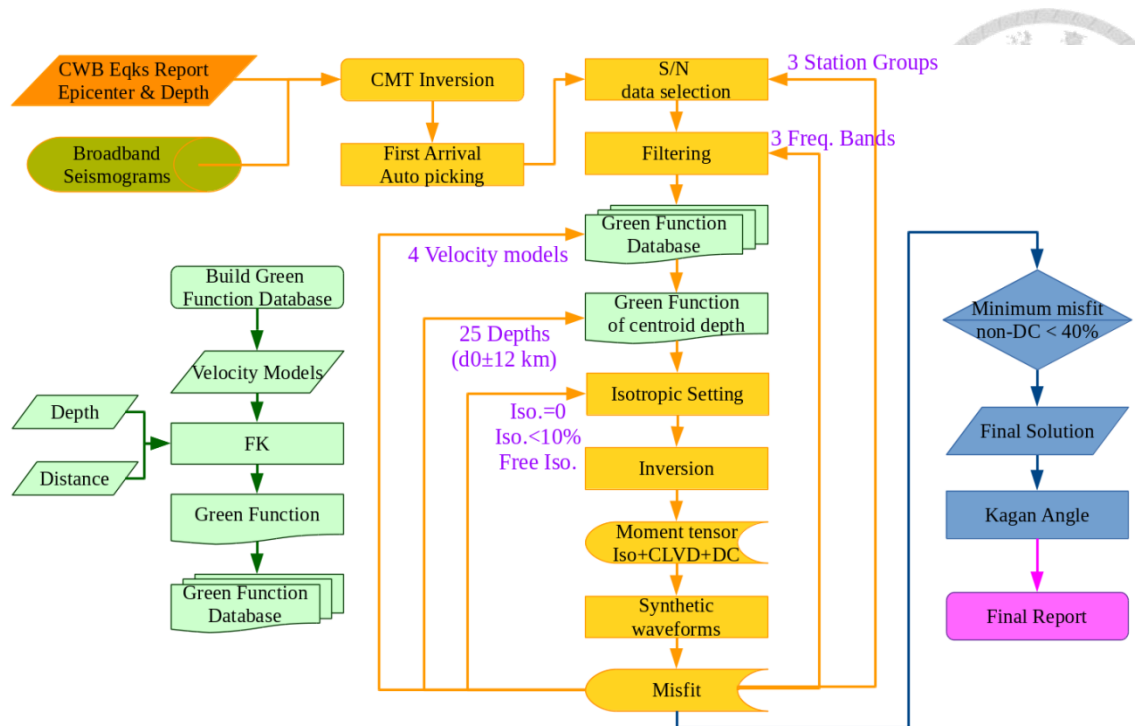 CWB Eqks Report
Epicenter & Depth
Broadband
Seismograms
CMT Inversion
First Arrival
Auto picking
S/N
data selection
3 Station Groups
Filtering
3 Freq. Bands
Green Function
Database
4 Velocity models
Green Function
of centroid depth
25 Depths
(d0±12 km)
Isotropic Setting
Iso.=0
Iso.<10%
Free Iso.
Inversion
Moment tensor
Iso+CLVD+DC
Synthetic
waveforms
Misfit
Build Green
Function Database
Velocity Models
Depth
Distance
FK
Green Function
Green Function
Database
Minimum misfit
non-DC < 40%
Final Solution
Kagan Angle
Final Report